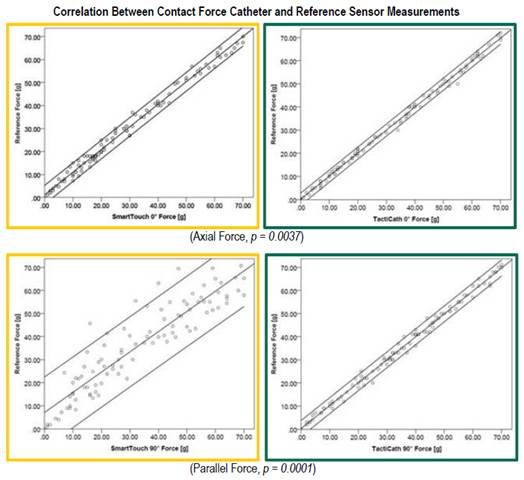 Correlation Between Contact Force Catheter and Reference Sensor Measurements
Reference Force [g]
70.00
60.00
50.00
40.00
30.00
20.00
10.00
.00
.00 10.00 20.00 30.00 40.00 50.00 60.00 70.00
SmartTouch 0° Force [g]
Reference Force [g]
70.00
60.00
50.00
40.00
30.00
20.00
10.00
.00
.00 10.00 20.00 30.00 40.00 50.00 60.00 70.00
TactiCath 0° Force [g]
(Axial Force, p = 0.0037)
Reference Force [g]
70.00
60.00
50.00
40.00
30.00
20.00
10.00
.00
.00 10.00 20.00 30.00 40.00 50.00 60.00 70.00
SmartTouch 90° Force [g]
Reference Force [g]
70.00
60.00
50.00
40.00
30.00
20.00
10.00
.00
.00 10.00 20.00 30.00 40.00 50.00 60.00 70.00
TactiCath 90° Force [g]
(Parallel Force, p = 0.0001)